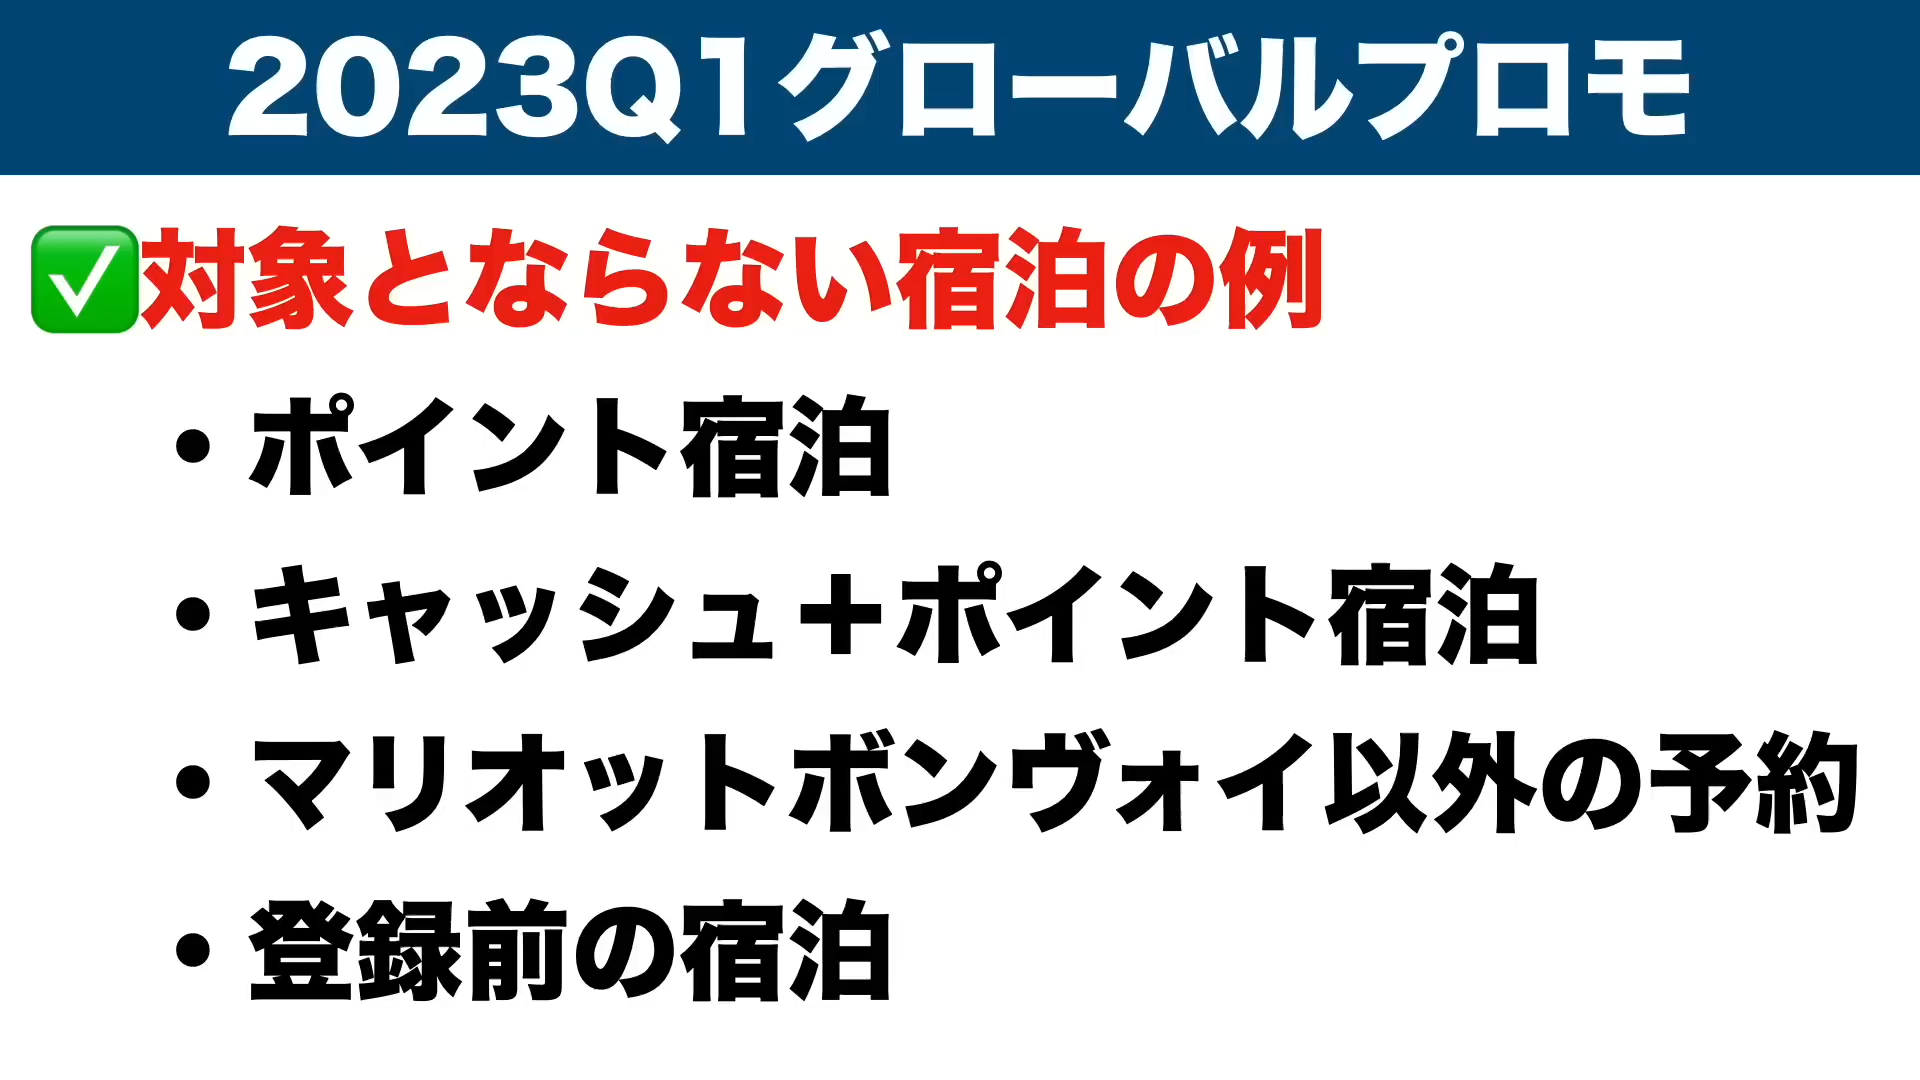 2023Q1グローバルプロモ
✅対象とならない宿泊の例
・ポイント宿泊
・キャッシュ＋ポイント宿泊
・マリオットボンヴォイ以外の予約
・登録前の宿泊